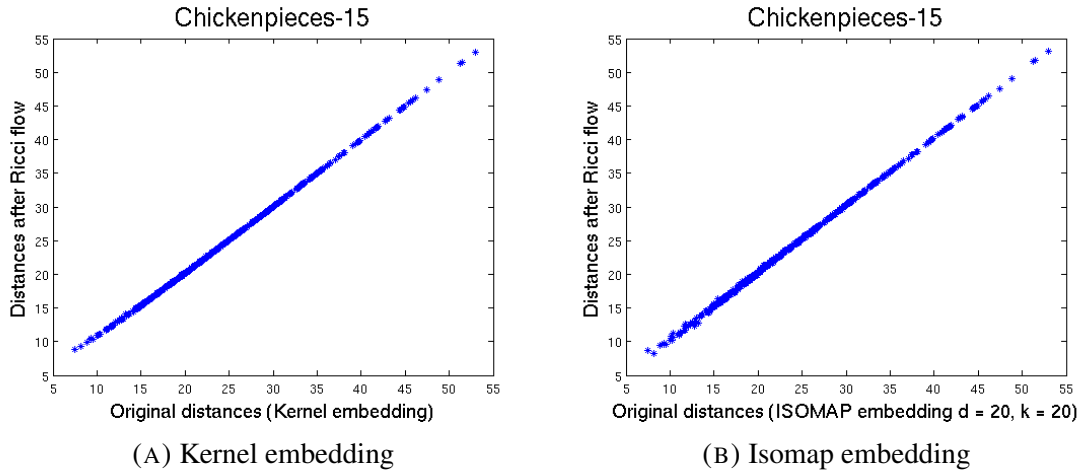 Chickenpieces-15
55
50
45
40
35
30
25
20
15
10
5
5 10 15 20 25 30 35 40 45 50 55
Distances after Ricci flow
Original distances (Kernel embedding)
(A) Kernel embedding
Chickenpieces-15
55
50
45
40
35
30
25
20
15
10
5
5 10 15 20 25 30 35 40 45 50 55
Distances after Ricci flow
Original distances (ISOMAP embedding d = 20, k = 20)
(B) Isomap embedding